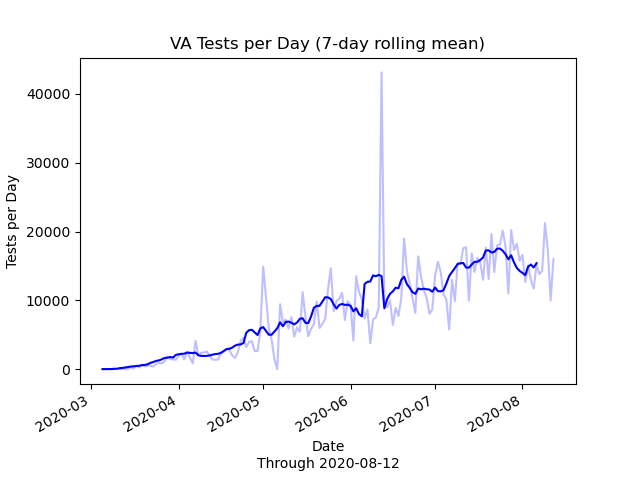 VA Tests per Day (7-day rolling mean)
40000
30000
20000
10000
0
Tests per Day
2020-03
2020-04
2020-05
2020-06
2020-07
2020-08
Date
Through 2020-08-12